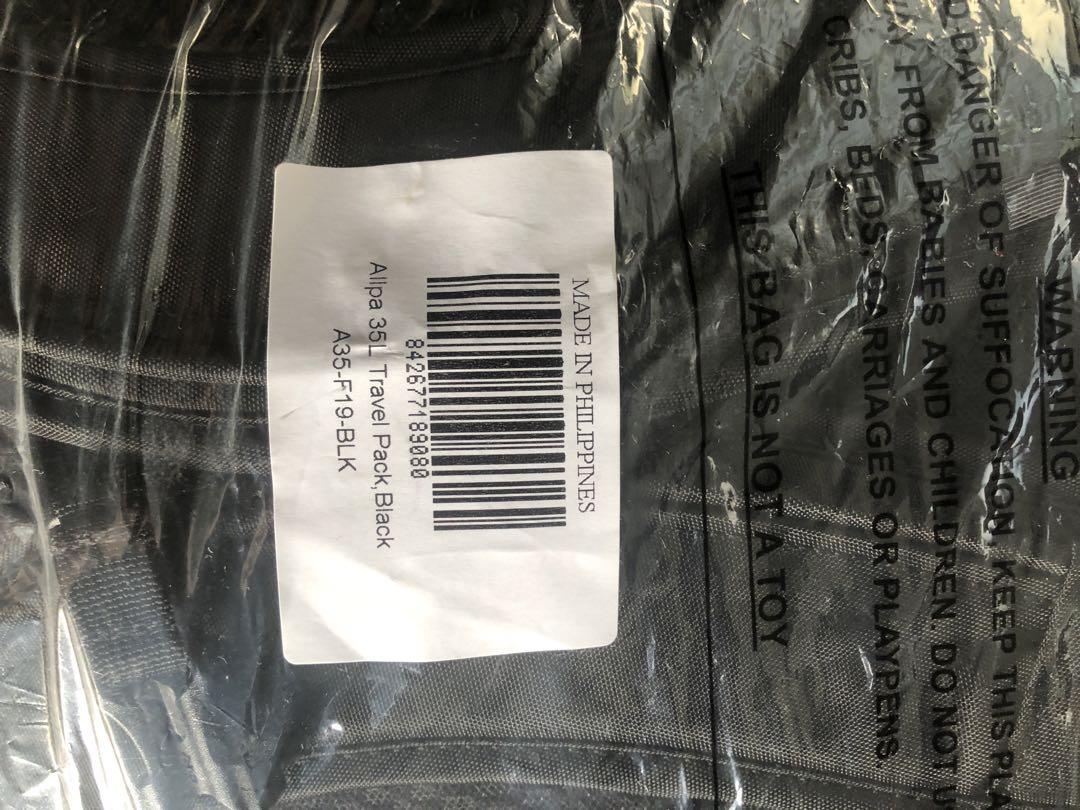 MADE IN PHILIPPINES
842677189080
Allpa 35L Travel Pack,Black
A35-F19-BLK
WARNING
DANGER OF SUFFOCATION. KEEP THIS
FROM BABIES AND CHILDREN. DO NOT
CRIBS, BEDS, CARRIAGES OR PLAYPENS
THIS BAG IS NOT A TOY